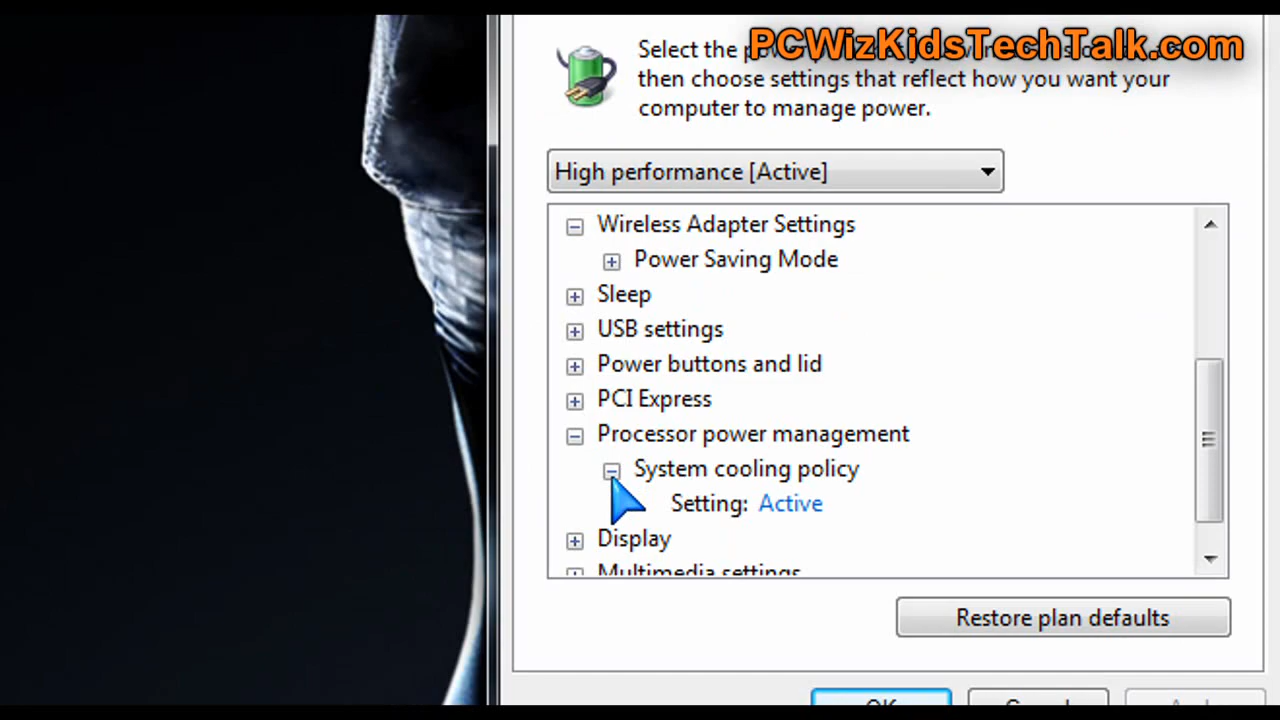 PCWizKidsTechTalk.com
Select the
then choose settings that reflect how you want your
computer to manage power.
High performance [Active]
Wireless Adapter Settings
Power Saving Mode
Sleep
USB settings
Power buttons and lid
PCI Express
Processor power management
System cooling policy
Setting: Active
Display
Multimedia settings
Restore plan defaults
OK